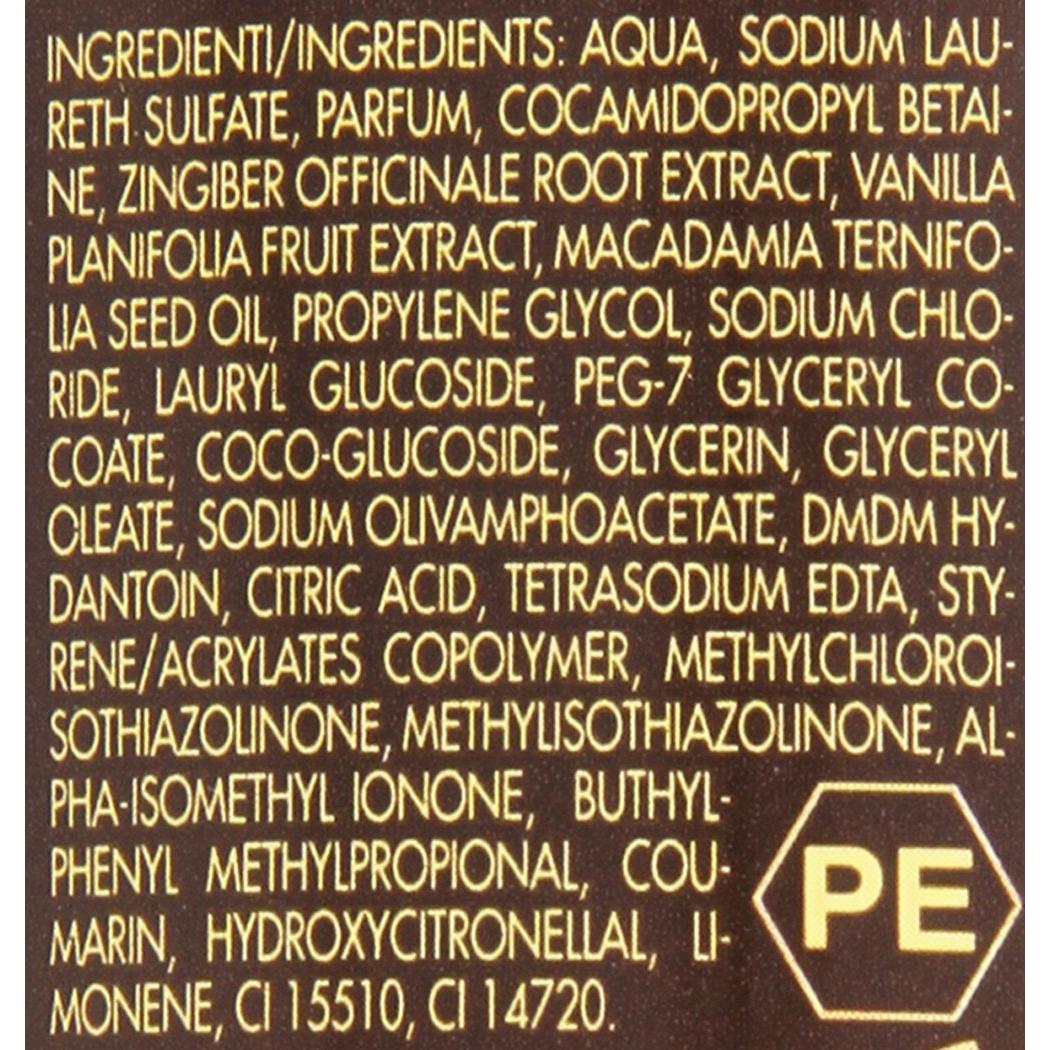 INGREDIENTI/INGREDIENTS: AQUA, SODIUM LAU-
RETH SULFATE, PARFUM, COCAMIDOPROPYL BETAI-
NE, ZINGIBER OFFICINALE ROOT EXTRACT, VANILLA
PLANIFOLIA FRUIT EXTRACT, MACADAMIA TERNIFO-
LIA SEED OIL, PROPYLENE GLYCOL, SODIUM CHLO-
RIDE, LAURYL GLUCOSIDE, PEG-7 GLYCERYL CO-
COATE, COCO-GLUCOSIDE, GLYCERIN, GLYCERYL
OLEATE, SODIUM OLIVAMPHOACETATE, DMDM HY-
DANTOIN, CITRIC ACID, TETRASODIUM EDTA, STY-
RENE/ACRYLATES COPOLYMER, METHYLCHLOROI-
SOTHIAZOLINONE, METHYLISOTHIAZOLINONE, AL-
PHA-ISOMETHYL IONONE, BUTHYL-
PHENYL METHYLPROPIONAL, COU-
MARIN, HYDROXYCITRONELLAL, LI-
MONENE, CI 15510, CI 14720.
PE